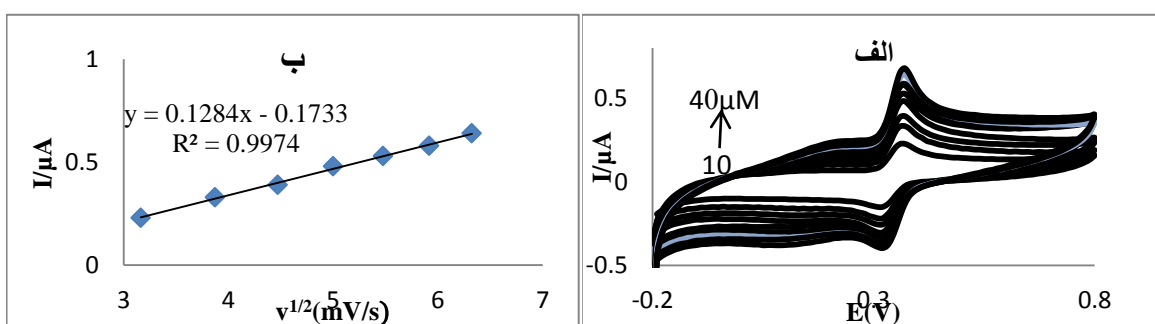 ب
1
0.5
0
I/µA
y = 0.1284x - 0.1733
R² = 0.9974
3 4 5 6 7
v1/2(mV/s)
الف
0.5
0
-0.5
I/µA
40µM
10
-0.2 0.3 0.8
E(V)